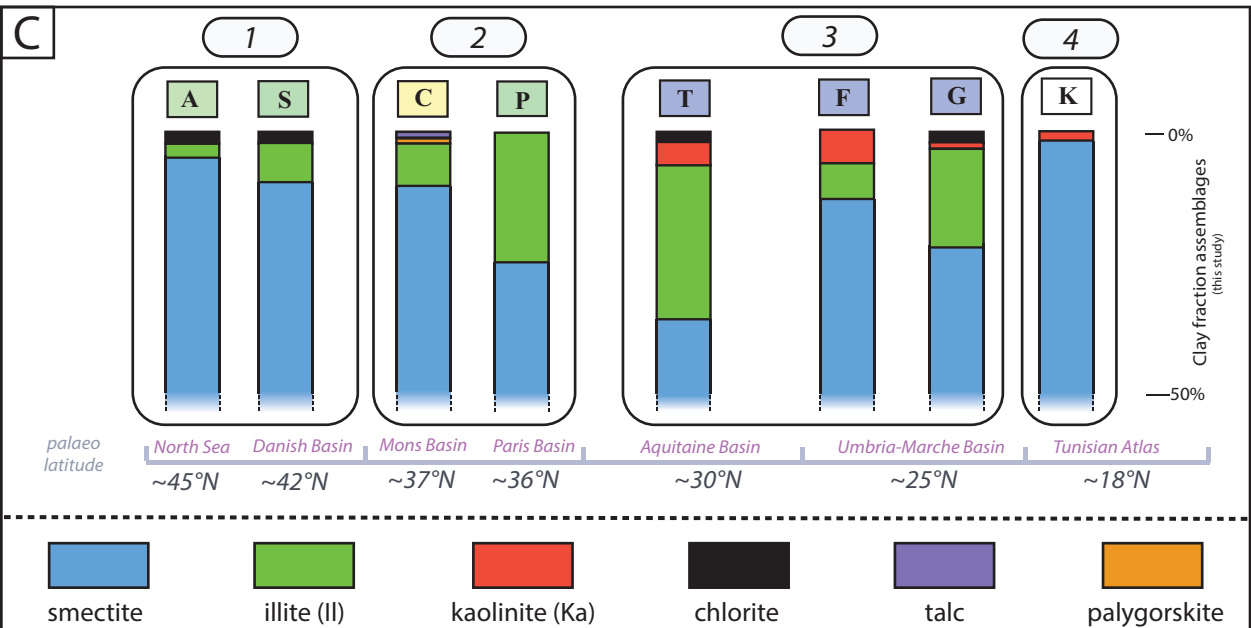 C
1 2 3 4
A S C P T F G K
0%
Clay fraction assemblages
(this study)
50%
palaeo
latitude
North Sea Danish Basin Mons Basin Paris Basin Aquitaine Basin Umbria-Marche Basin Tunisian Atlas
~45°N ~42°N ~37°N ~36°N ~30°N ~25°N ~18°N
smectite illite (Il) kaolinite (Ka) chlorite talc palygorskite